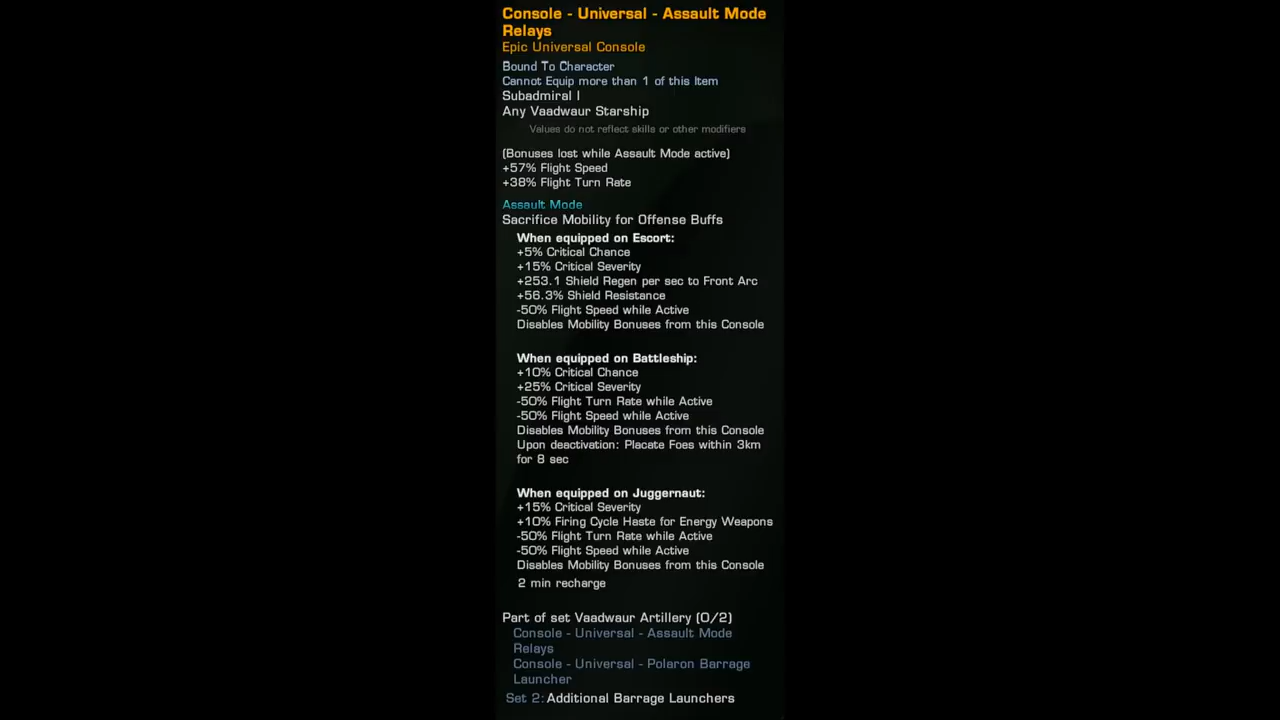 Console - Universal - Assault Mode
Relays
Epic Universal Console
Bound To Character
Cannot Equip more than 1 of this Item
Subadmiral I
Any Vaadwaur Starship
Values do not reflect skills or other modifiers
(Bonuses lost while Assault Mode active)
+57% Flight Speed
+38% Flight Turn Rate
Assault Mode
Sacrifice Mobility for Offense Buffs
When equipped on Escort:
+5% Critical Chance
+15% Critical Severity
+253.1 Shield Regen per sec to Front Arc
+56.3% Shield Resistance
-50% Flight Speed while Active
Disables Mobility Bonuses from this Console
When equipped on Battleship:
+10% Critical Chance
+25% Critical Severity
-50% Flight Turn Rate while Active
-50% Flight Speed while Active
Disables Mobility Bonuses from this Console
Upon deactivation: Placate Foes within 3km
for 8 sec
When equipped on Juggernaut:
+15% Critical Severity
+10% Firing Cycle Haste for Energy Weapons
-50% Flight Turn Rate while Active
-50% Flight Speed while Active
Disables Mobility Bonuses from this Console
2 min recharge
Part of set Vaadwaur Artillery (0/2)
Console - Universal - Assault Mode
Relays
Console - Universal - Polaron Barrage
Launcher
Set 2: Additional Barrage Launchers